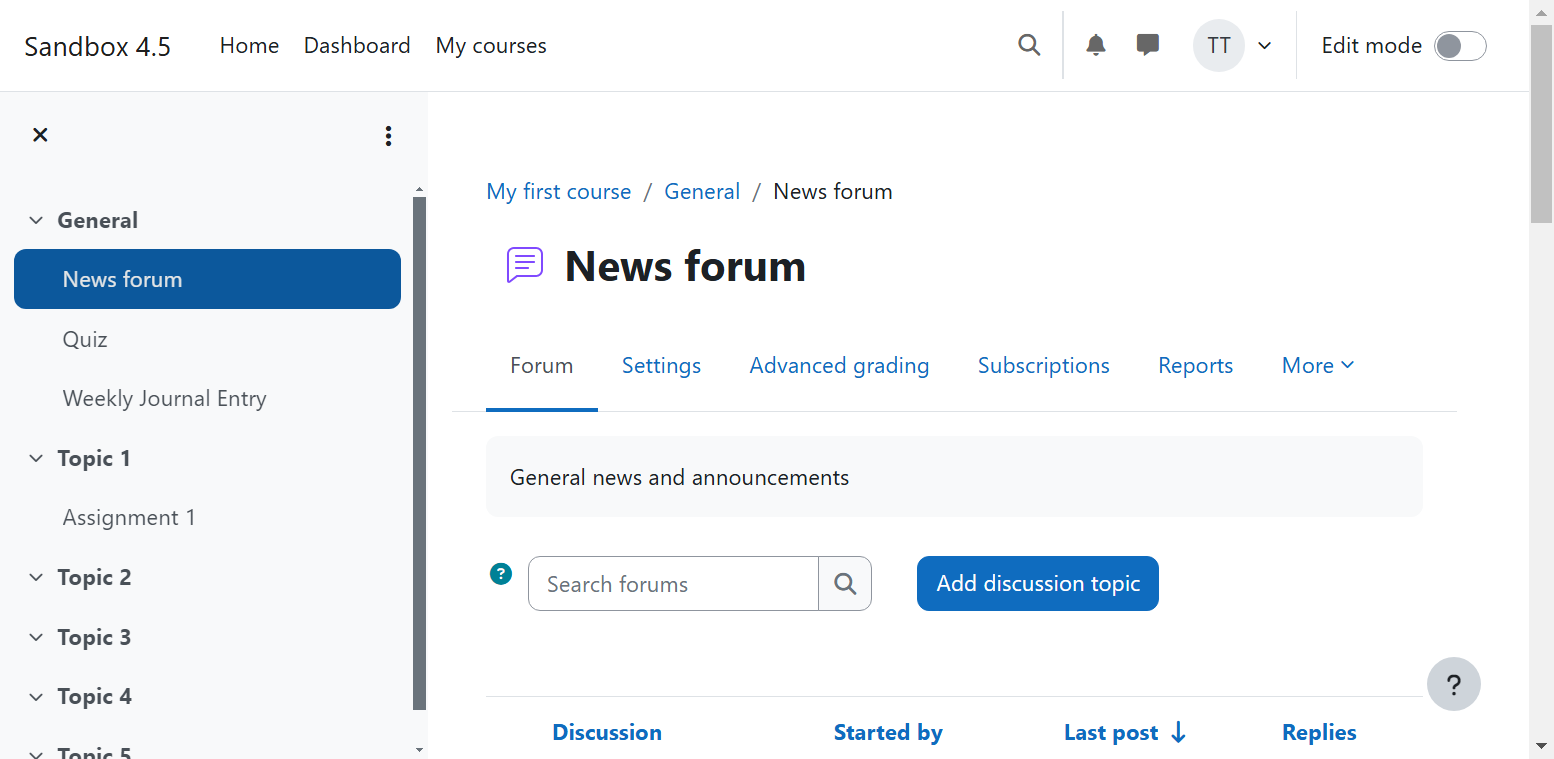 Sandbox 4.5 Home Dashboard My courses TT Edit mode
General
News forum
Quiz
Weekly Journal Entry
Topic 1
Assignment 1
Topic 2
Topic 3
Topic 4
Topic 5
My first course / General / News forum
News forum
Forum Settings Advanced grading Subscriptions Reports More
General news and announcements
? Search forums Add discussion topic
?
Discussion Started by Last post ↓ Replies